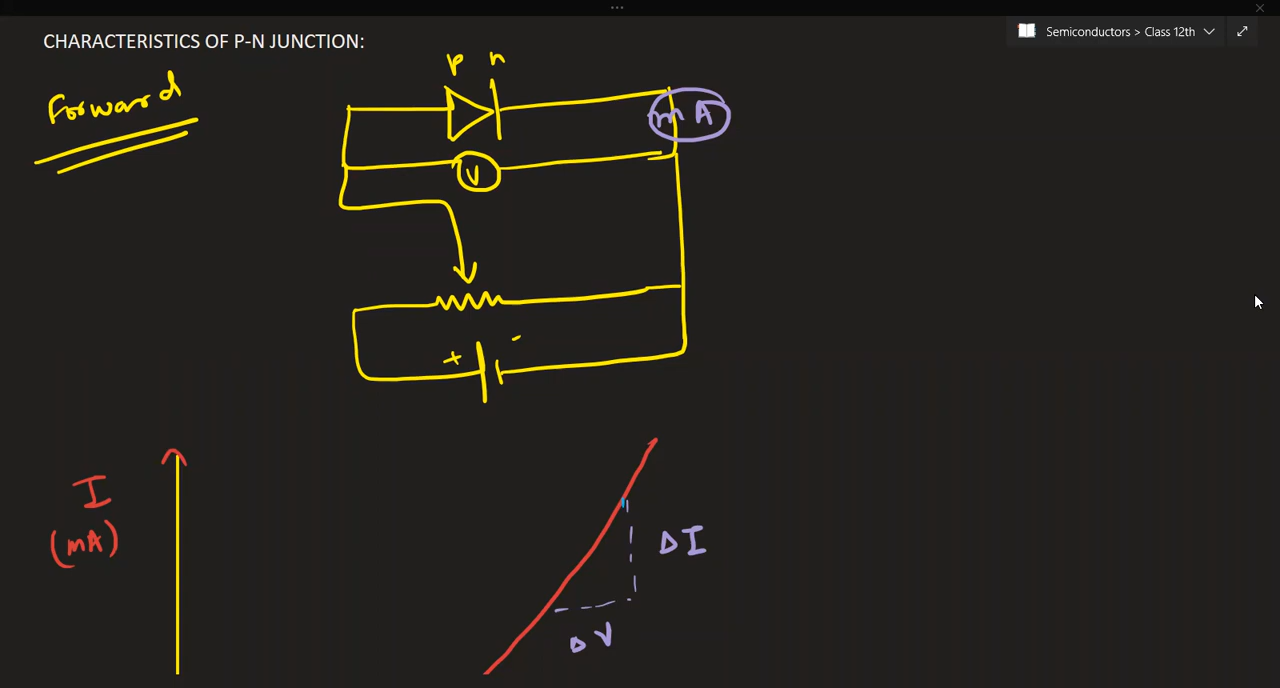 CHARACTERISTICS OF P-N JUNCTION:
Semiconductors > Class 12th
Forward
p n
mA
V
+ -
I
(mA)
ΔI
ΔV